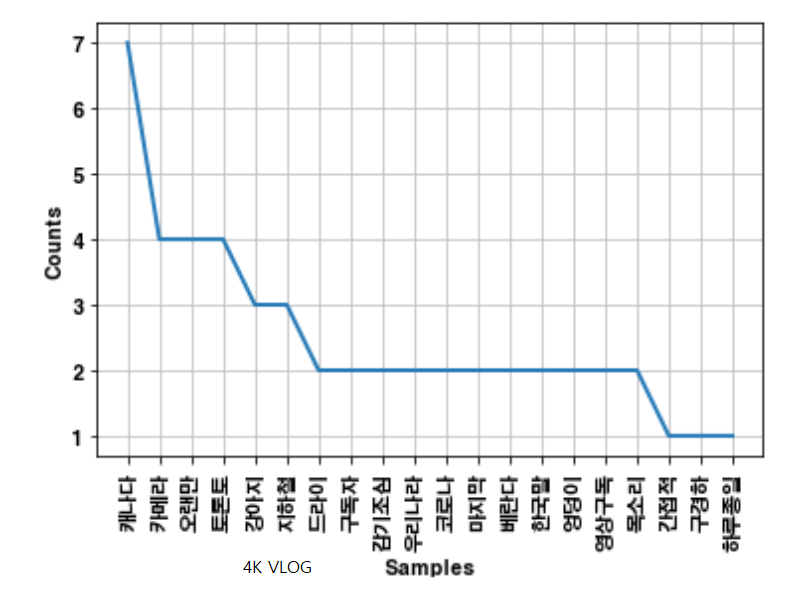 7
6
5
4
3
2
1
Counts
캐나다
카메라
오랜만
토론토
강아지
지하철
드라이
구독자
감기조심
우리나라
코로나
마지막
베란다
한국말
엉덩이
영상구독
목소리
간접적
구경하
하루종일
4K VLOG
Samples